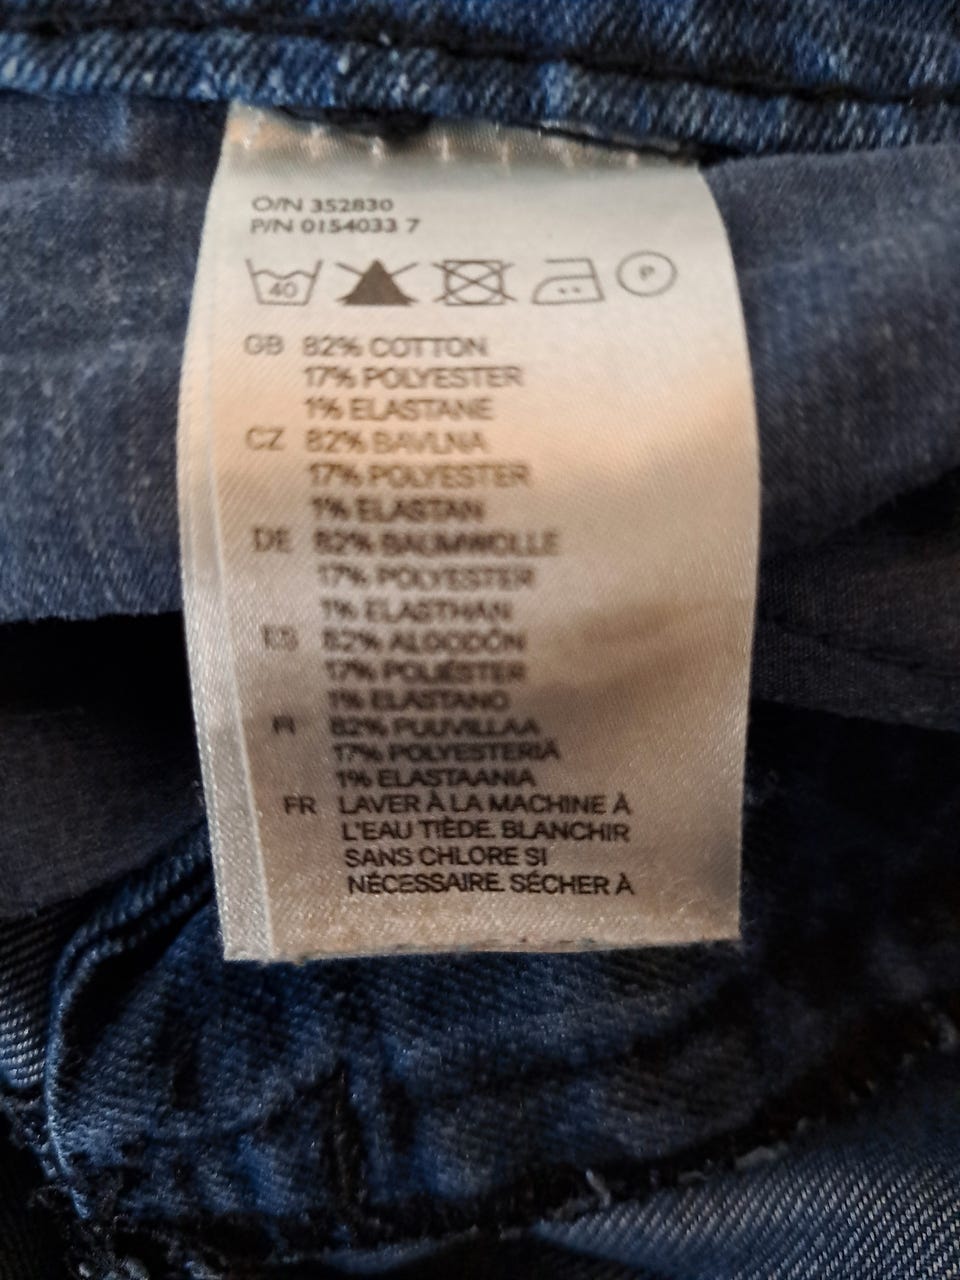 O/N 352830
P/N 0154033 7
40 P
GB 82% COTTON
17% POLYESTER
1% ELASTANE
CZ 82% BAVLNA
17% POLYESTER
1% ELASTAN
DE 82% BAUMWOLLE
17% POLYESTER
1% ELASTHAN
ES 82% ALGODÓN
17% POLIÉSTER
1% ELASTANO
FI 82% PUUVILLAA
17% POLYESTERIA
1% ELASTAANIA
FR LAVER À LA MACHINE À
L'EAU TIÈDE. BLANCHIR
SANS CHLORE SI
NÉCESSAIRE. SÉCHER À